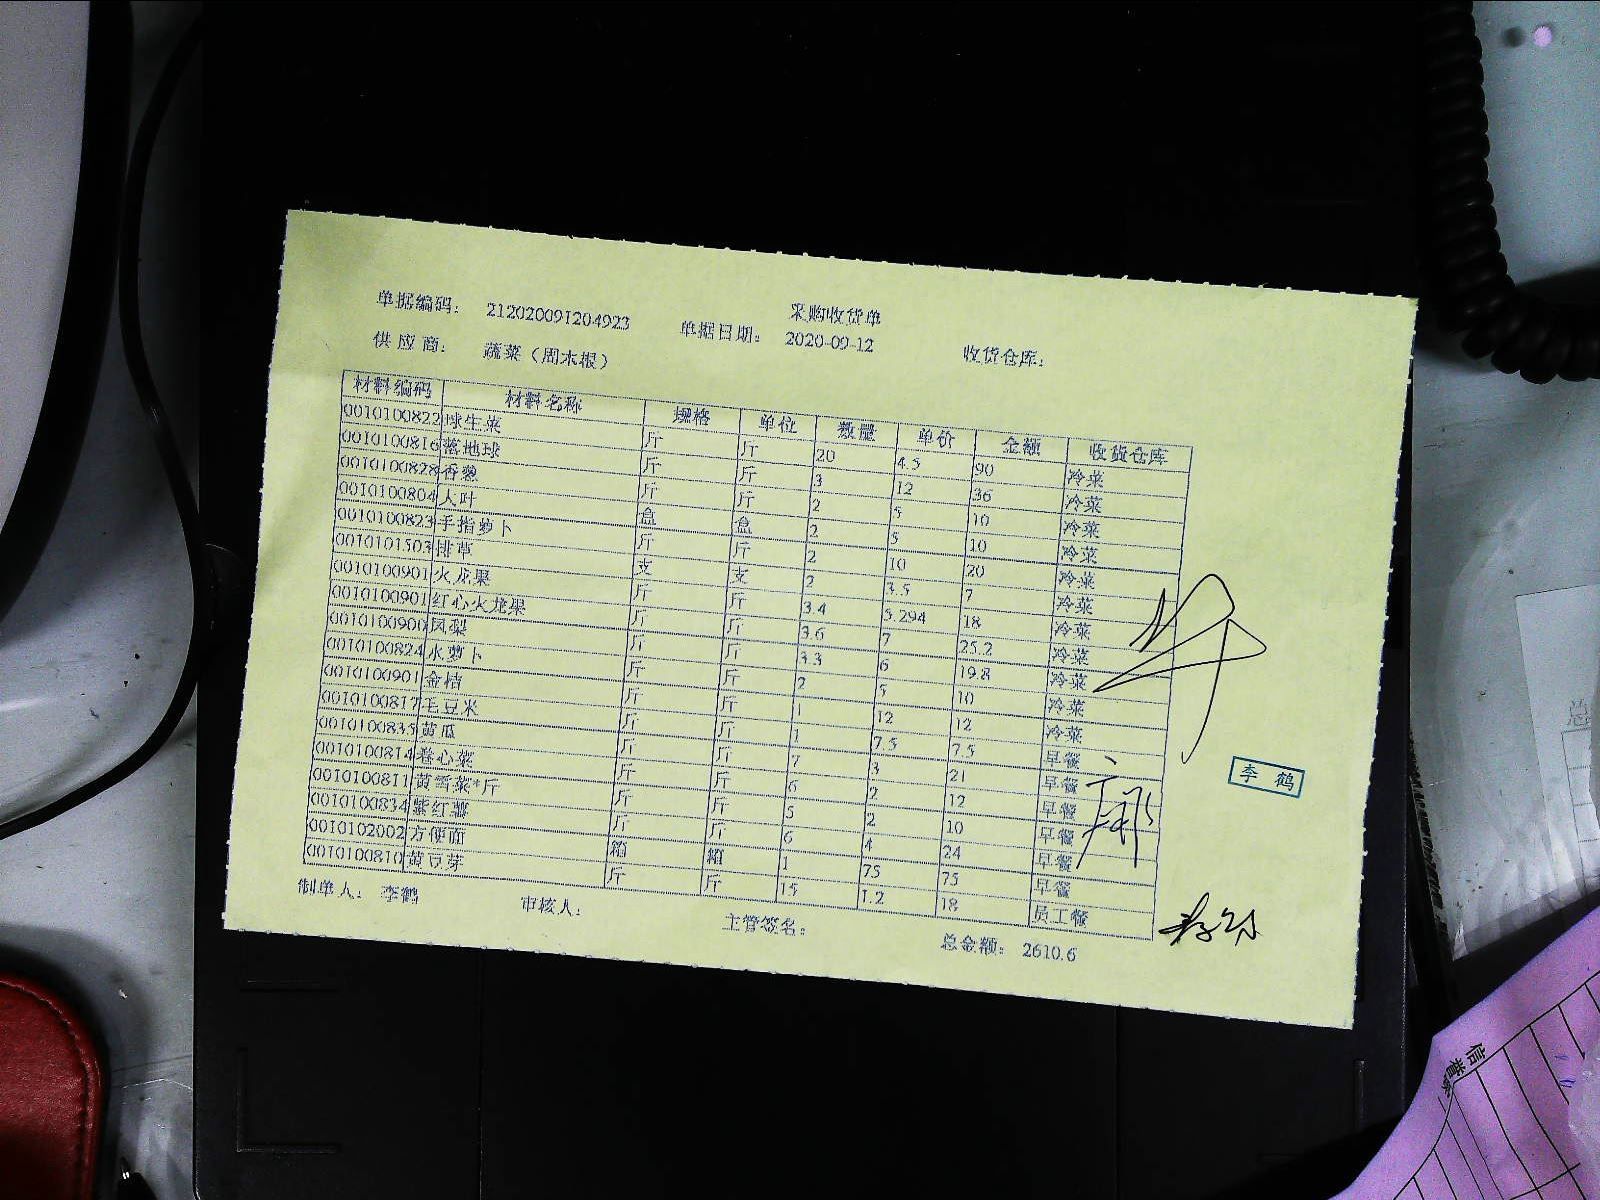 采购收货单
单据编码： 212020091204923 单据日期： 2020-09-12 收货仓库：
供 应 商： 蔬菜（周木根）
材料编码 材料名称 规格 单位 数量 单价 金额 收货仓库
0010100822 球生菜 斤 斤 20 4.5 90 冷菜
0010100816 落地球 斤 斤 3 12 36 冷菜
0010100828 香葱 斤 斤 2 5 10 冷菜
0010100804 人叶 盒 盒 2 5 10 冷菜
0010100823 手指萝卜 斤 斤 2 10 20 冷菜
0010101503 排草 支 支 2 3.5 7 冷菜
0010100901 火龙果 斤 斤 3.4 5.294 18 冷菜
0010100901 红心火龙果 斤 斤 3.6 7 25.2 冷菜
0010100900 凤梨 斤 斤 3.3 6 19.8 冷菜
0010100824 水萝卜 斤 斤 2 5 10 冷菜
0010100901 金桔 斤 斤 1 12 12 冷菜
0010100817 毛豆米 斤 斤 1 7.5 7.5 早餐
0010100835 黄瓜 斤 斤 7 3 21 早餐
0010100814 卷心菜 斤 斤 6 2 12 早餐
0010100811 黄雪菜*斤 斤 斤 5 2 10 早餐
0010100834 紫红薯 斤 斤 6 4 24 早餐
0010102002 方便面 箱 箱 1 75 75 早餐
0010100810 黄豆芽 斤 斤 15 1.2 18 员工餐
制单人： 李鹤 审核人： 主管签名： 总金额： 2610.6
李 鹤